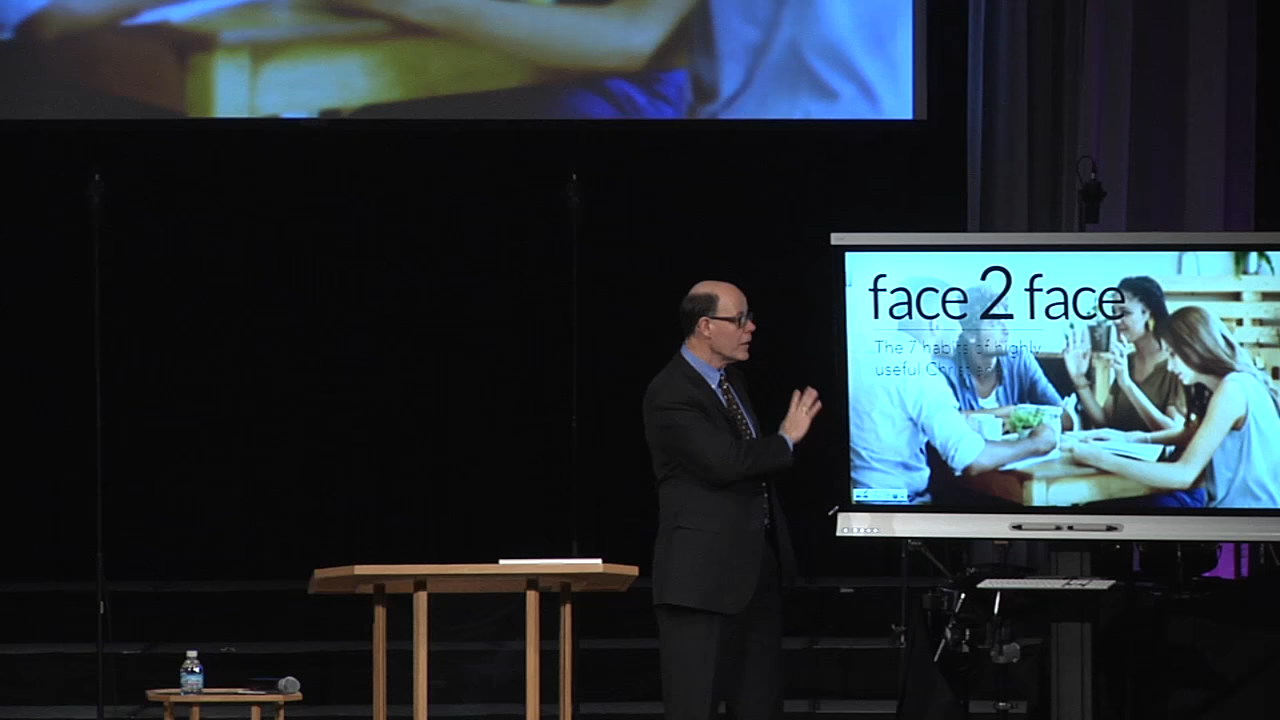 face 2 face
The 7 habits of highly
useful Christians